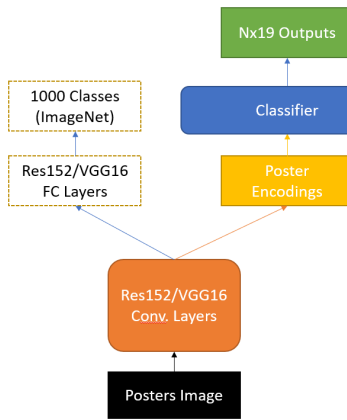 Nx19 Outputs
1000 Classes
(ImageNet)
Classifier
Res152/VGG16
FC Layers
Poster
Encodings
Res152/VGG16
Conv. Layers
Posters Image